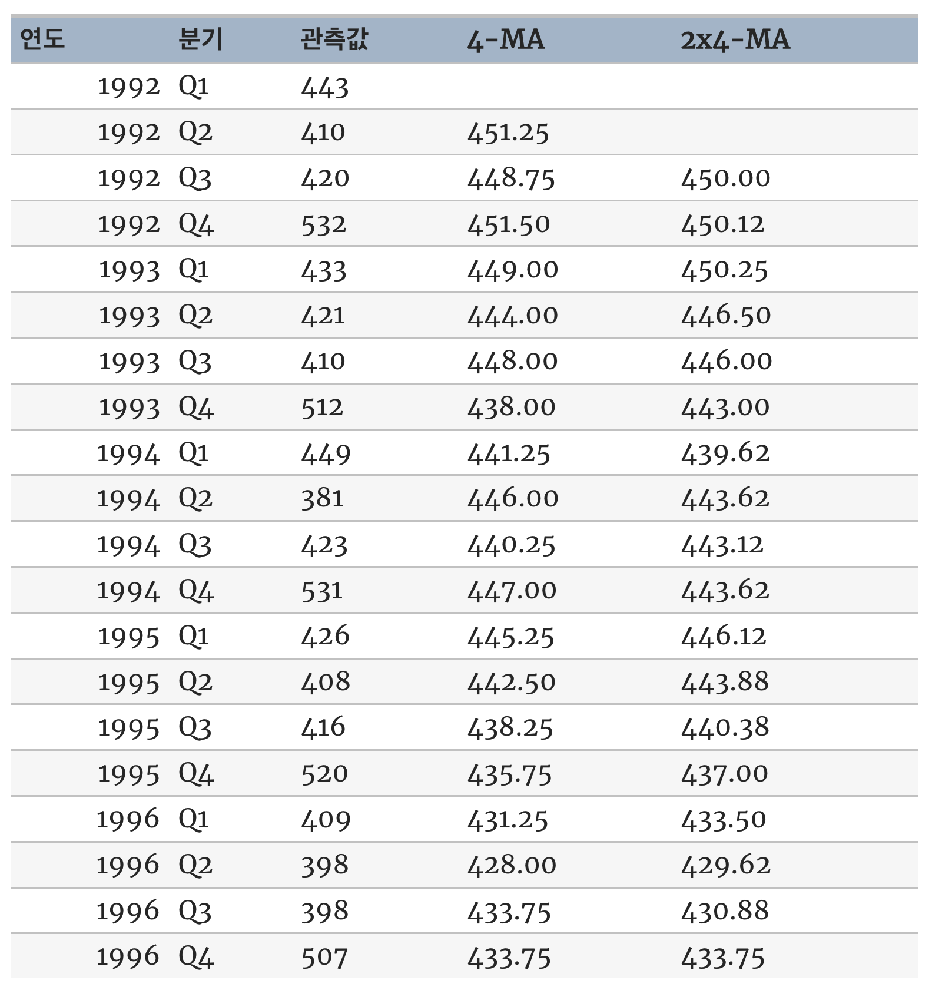 연도 분기 관측값 4-MA 2x4-MA
1992 Q1 443
1992 Q2 410 451.25
1992 Q3 420 448.75 450.00
1992 Q4 532 451.50 450.12
1993 Q1 433 449.00 450.25
1993 Q2 421 444.00 446.50
1993 Q3 410 448.00 446.00
1993 Q4 512 438.00 443.00
1994 Q1 449 441.25 439.62
1994 Q2 381 446.00 443.62
1994 Q3 423 440.25 443.12
1994 Q4 531 447.00 443.62
1995 Q1 426 445.25 446.12
1995 Q2 408 442.50 443.88
1995 Q3 416 438.25 440.38
1995 Q4 520 435.75 437.00
1996 Q1 409 431.25 433.50
1996 Q2 398 428.00 429.62
1996 Q3 398 433.75 430.88
1996 Q4 507 433.75 433.75